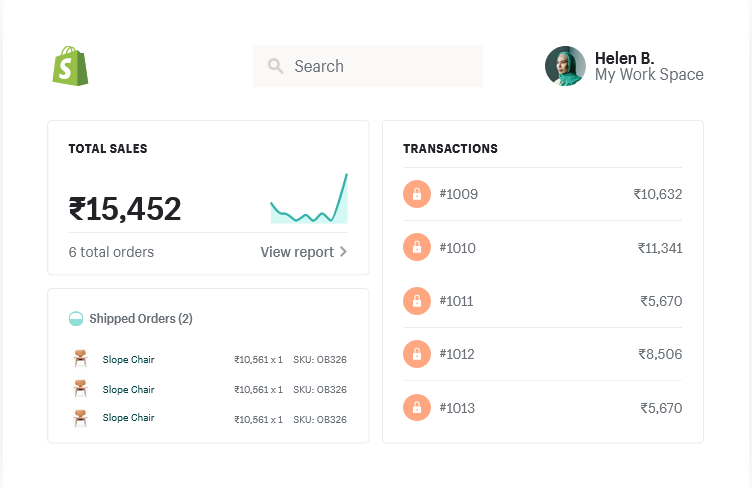 S
Search
Helen B.
My Work Space
TOTAL SALES
₹15,452
6 total orders View report
Shipped Orders (2)
Slope Chair ₹10,561 x 1 SKU: OB326
Slope Chair ₹10,561 x 1 SKU: OB326
Slope Chair ₹10,561 x 1 SKU: OB326
TRANSACTIONS
#1009 ₹10,632
#1010 ₹11,341
#1011 ₹5,670
#1012 ₹8,506
#1013 ₹5,670